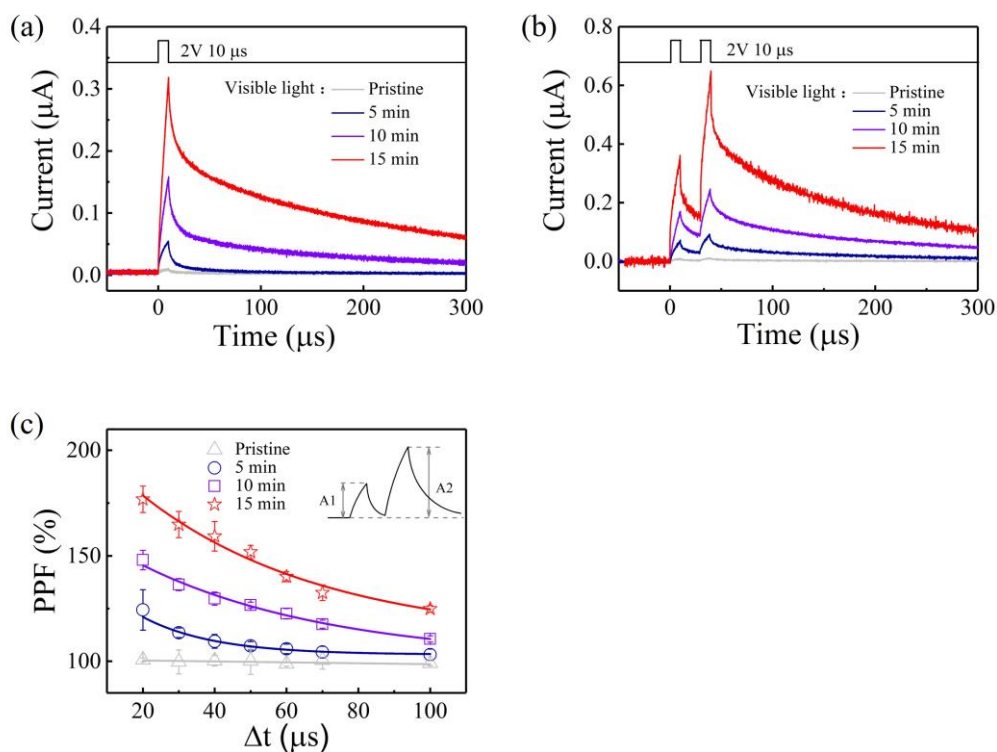 (a)
0.4
0.3
0.2
0.1
0.0
Current (μA)
2V 10 μs
Visible light :
Pristine
5 min
10 min
15 min
0
100
200
300
Time (μs)
(b)
0.8
0.6
0.4
0.2
0.0
Current (μA)
2V 10 μs
Visible light :
Pristine
5 min
10 min
15 min
0
100
200
300
Time (μs)
(c)
200
150
100
PPF (%)
Pristine
5 min
10 min
15 min
A1
A2
20
40
60
80
100
Δt (μs)